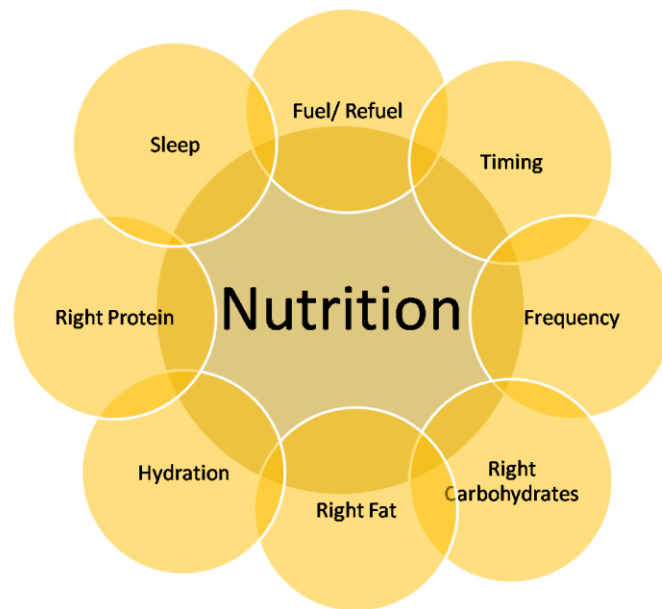 Fuel/ Refuel
Sleep
Timing
Nutrition
Right Protein
Frequency
Hydration
Right
Carbohydrates
Right Fat